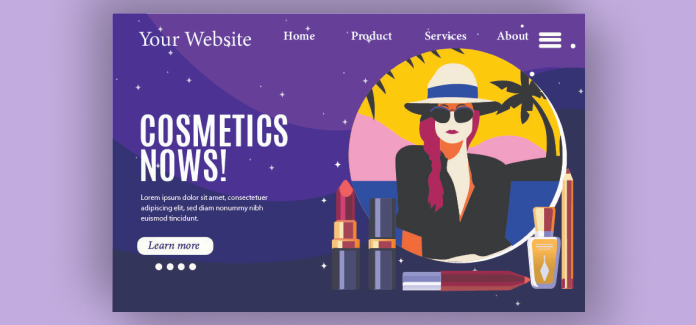 Your Website
Home Product Services About
COSMETICS
NOWS!
Lorem ipsum dolor sit amet, consectetuer
adipiscing elit, sed diam nonummy nibh
euismod tincidunt.
Learn more